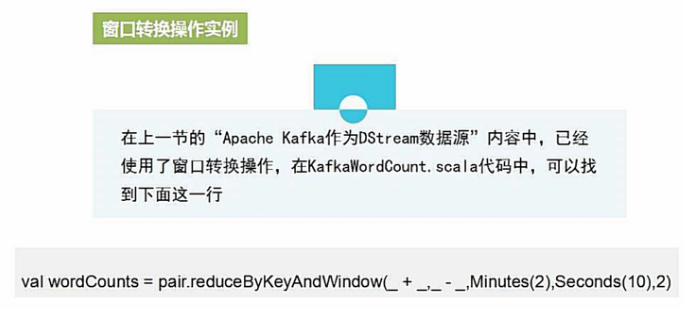 窗口转换操作实例
在上一节的“Apache Kafka作为DStream数据源”内容中，已经
使用了窗口转换操作，在KafkaWordCount.scala代码中，可以找
到下面这一行
val wordCounts = pair.reduceByKeyAndWindow(_ + _,_ - _,Minutes(2),Seconds(10),2)